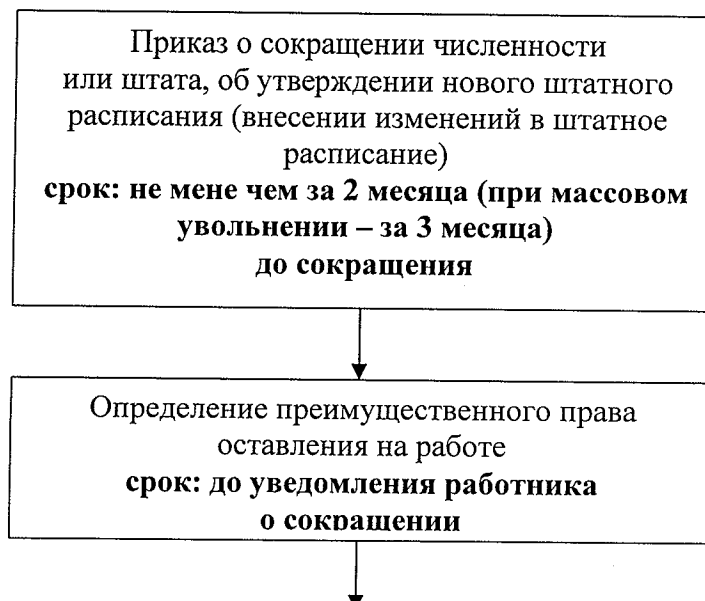 Приказ о сокращении численности
или штата, об утверждении нового штатного
расписания (внесении изменений в штатное
расписание)
срок: не мене чем за 2 месяца (при массовом
увольнении – за 3 месяца)
до сокращения
Определение преимущественного права
оставления на работе
срок: до уведомления работника
о сокращении